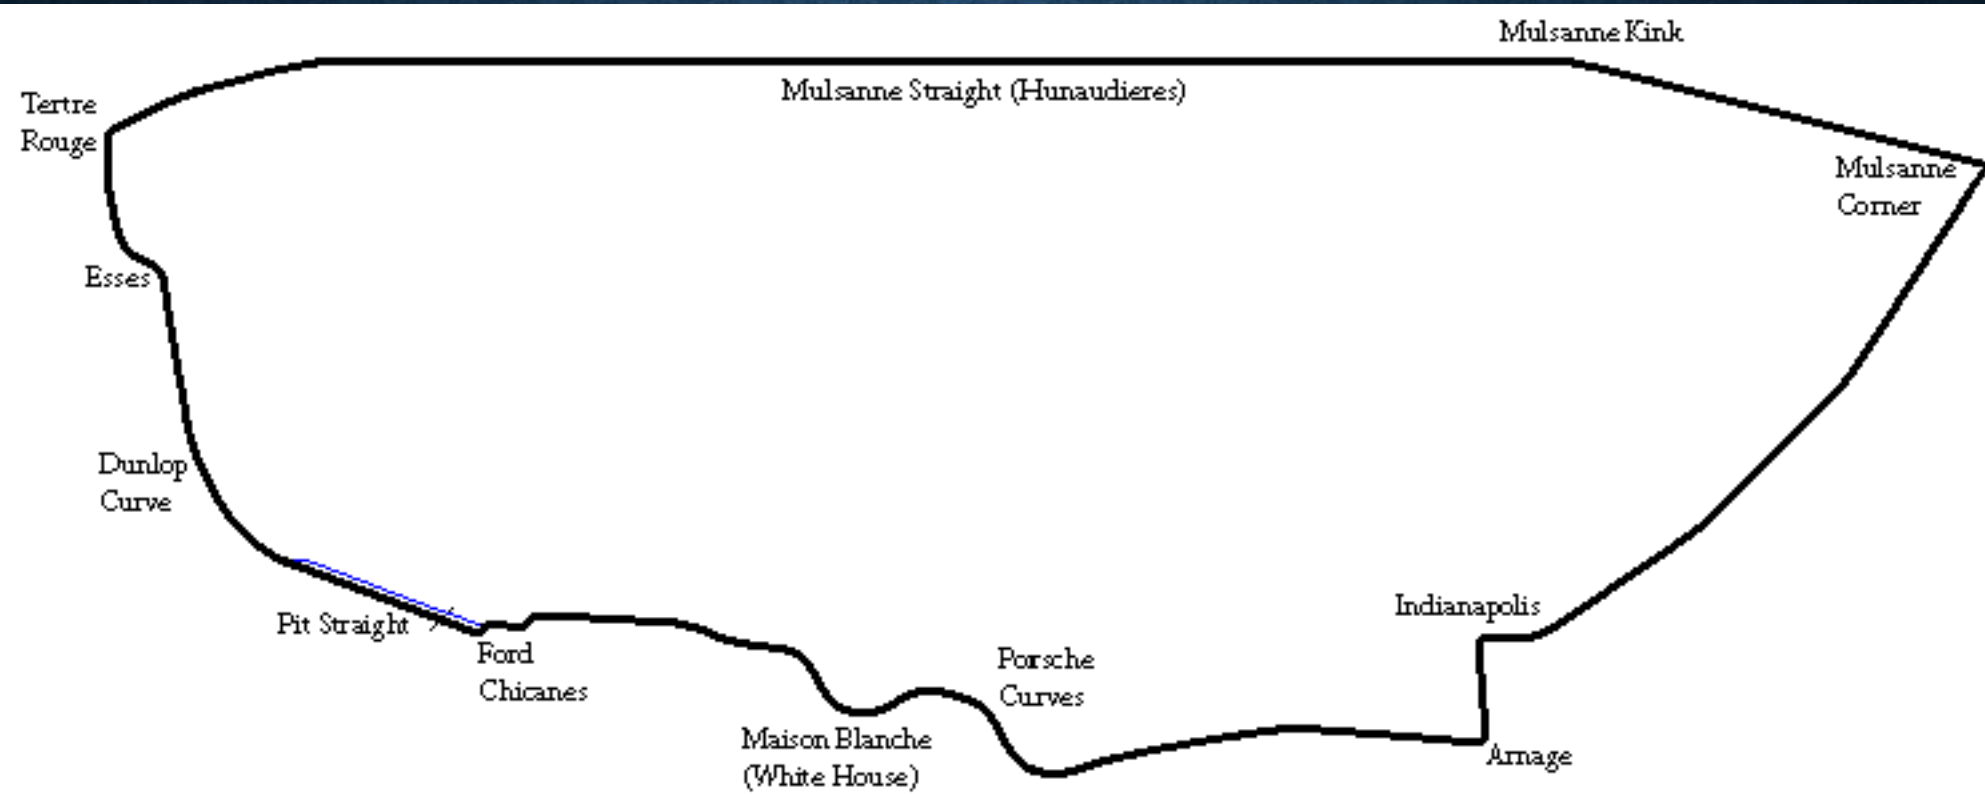 Mulsanne Kink
Mulsanne Straight (Hunaudieres)
Tertre
Rouge
Mulsanne
Corner
Esses
Dunlop
Curve
Indianapolis
Pit Straight
Ford
Chicanes
Porsche
Curves
Maison Blanche
(White House)
Arnage